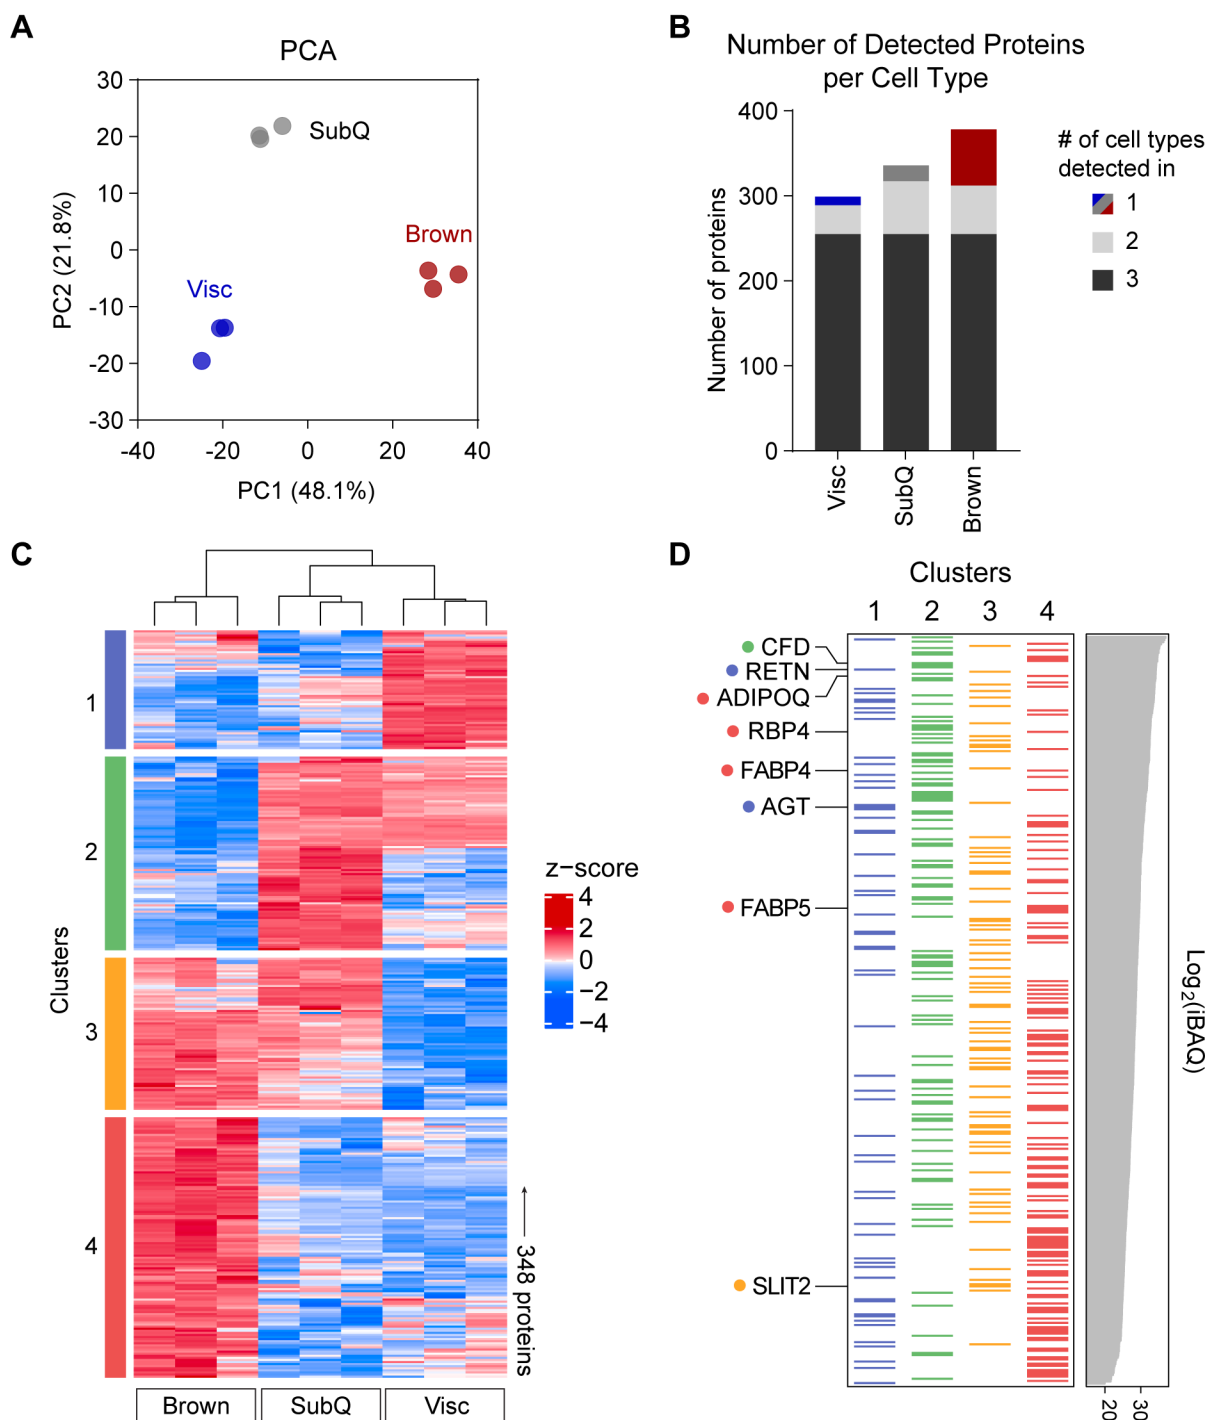 A
PCA
30
20
10
0
-10
-20
-30
-40
-20
0
20
40
PC2 (21.8%)
PC1 (48.1%)
SubQ
Brown
Visc
B
Number of Detected Proteins
per Cell Type
400
300
200
100
0
Number of proteins
Visc
SubQ
Brown
# of cell types
detected in
1
2
3
C
Clusters
1
2
3
4
z−score
4
2
0
−2
−4
348 proteins
Brown
SubQ
Visc
D
Clusters
1 2 3 4
CFD
RETN
ADIPOQ
RBP4
FABP4
AGT
FABP5
SLIT2
Log2(iBAQ)
20
30